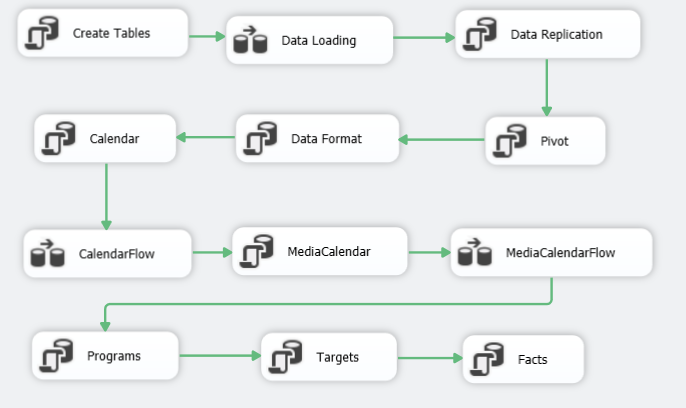 Create Tables
Data Loading
Data Replication
Calendar
Data Format
Pivot
CalendarFlow
MediaCalendar
MediaCalendarFlow
Programs
Targets
Facts